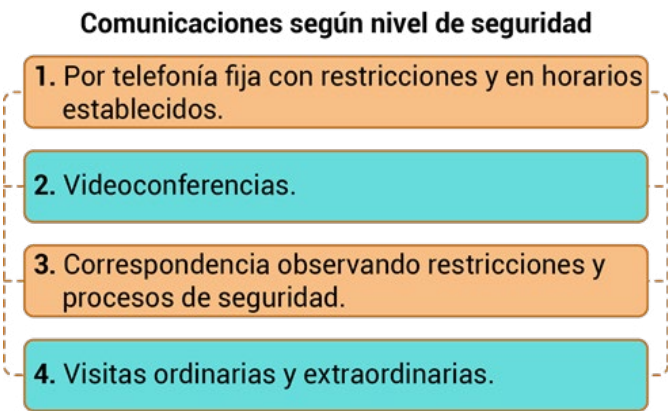 Comunicaciones según nivel de seguridad
1. Por telefonía fija con restricciones y en horarios
establecidos.
2. Videoconferencias.
3. Correspondencia observando restricciones y
procesos de seguridad.
4. Visitas ordinarias y extraordinarias.